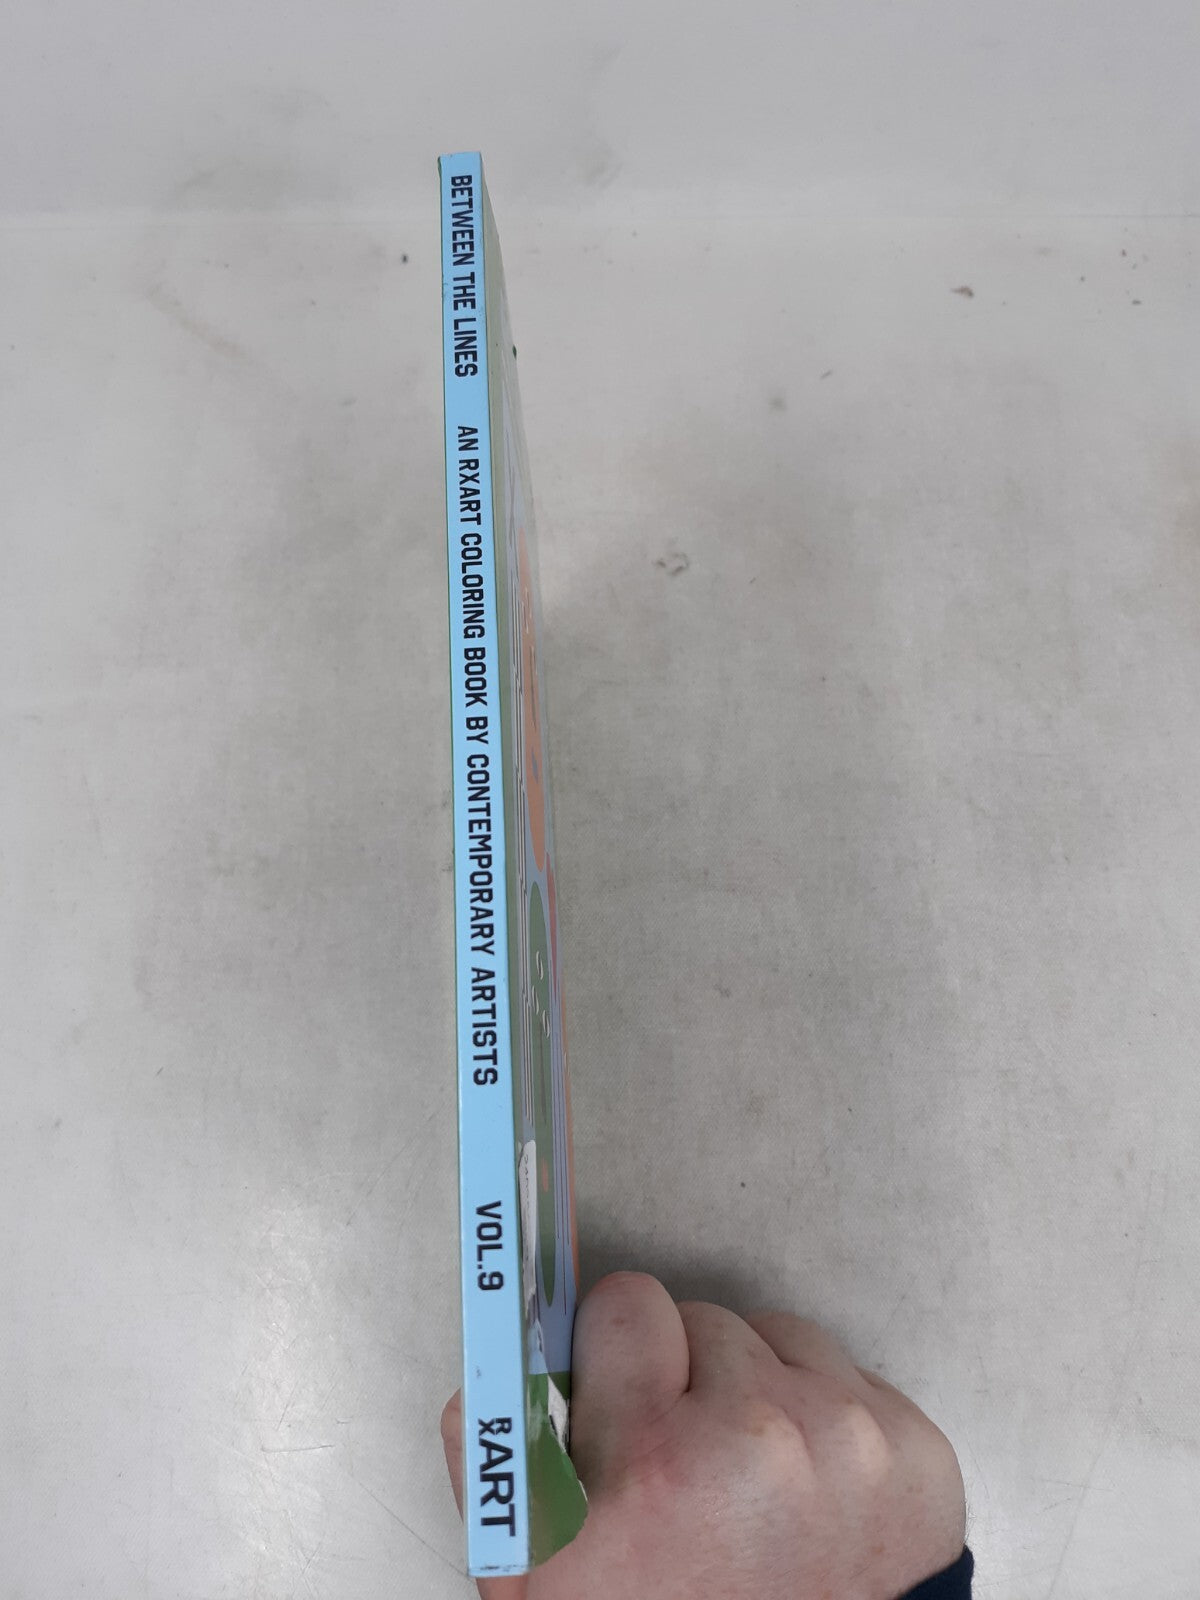 BETWEEN THE LINES
AN RXART COLORING BOOK BY CONTEMPORARY ARTISTS
VOL.9
RXART